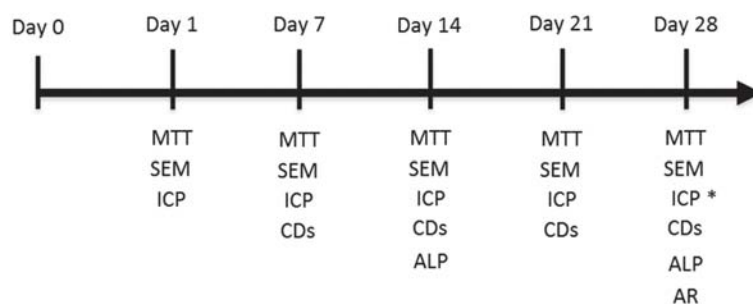 Day 0 Day 1 Day 7 Day 14 Day 21 Day 28
MTT MTT MTT MTT MTT
SEM SEM SEM SEM SEM
ICP ICP ICP ICP ICP *
CDs CDs CDs CDs
ALP ALP
AR